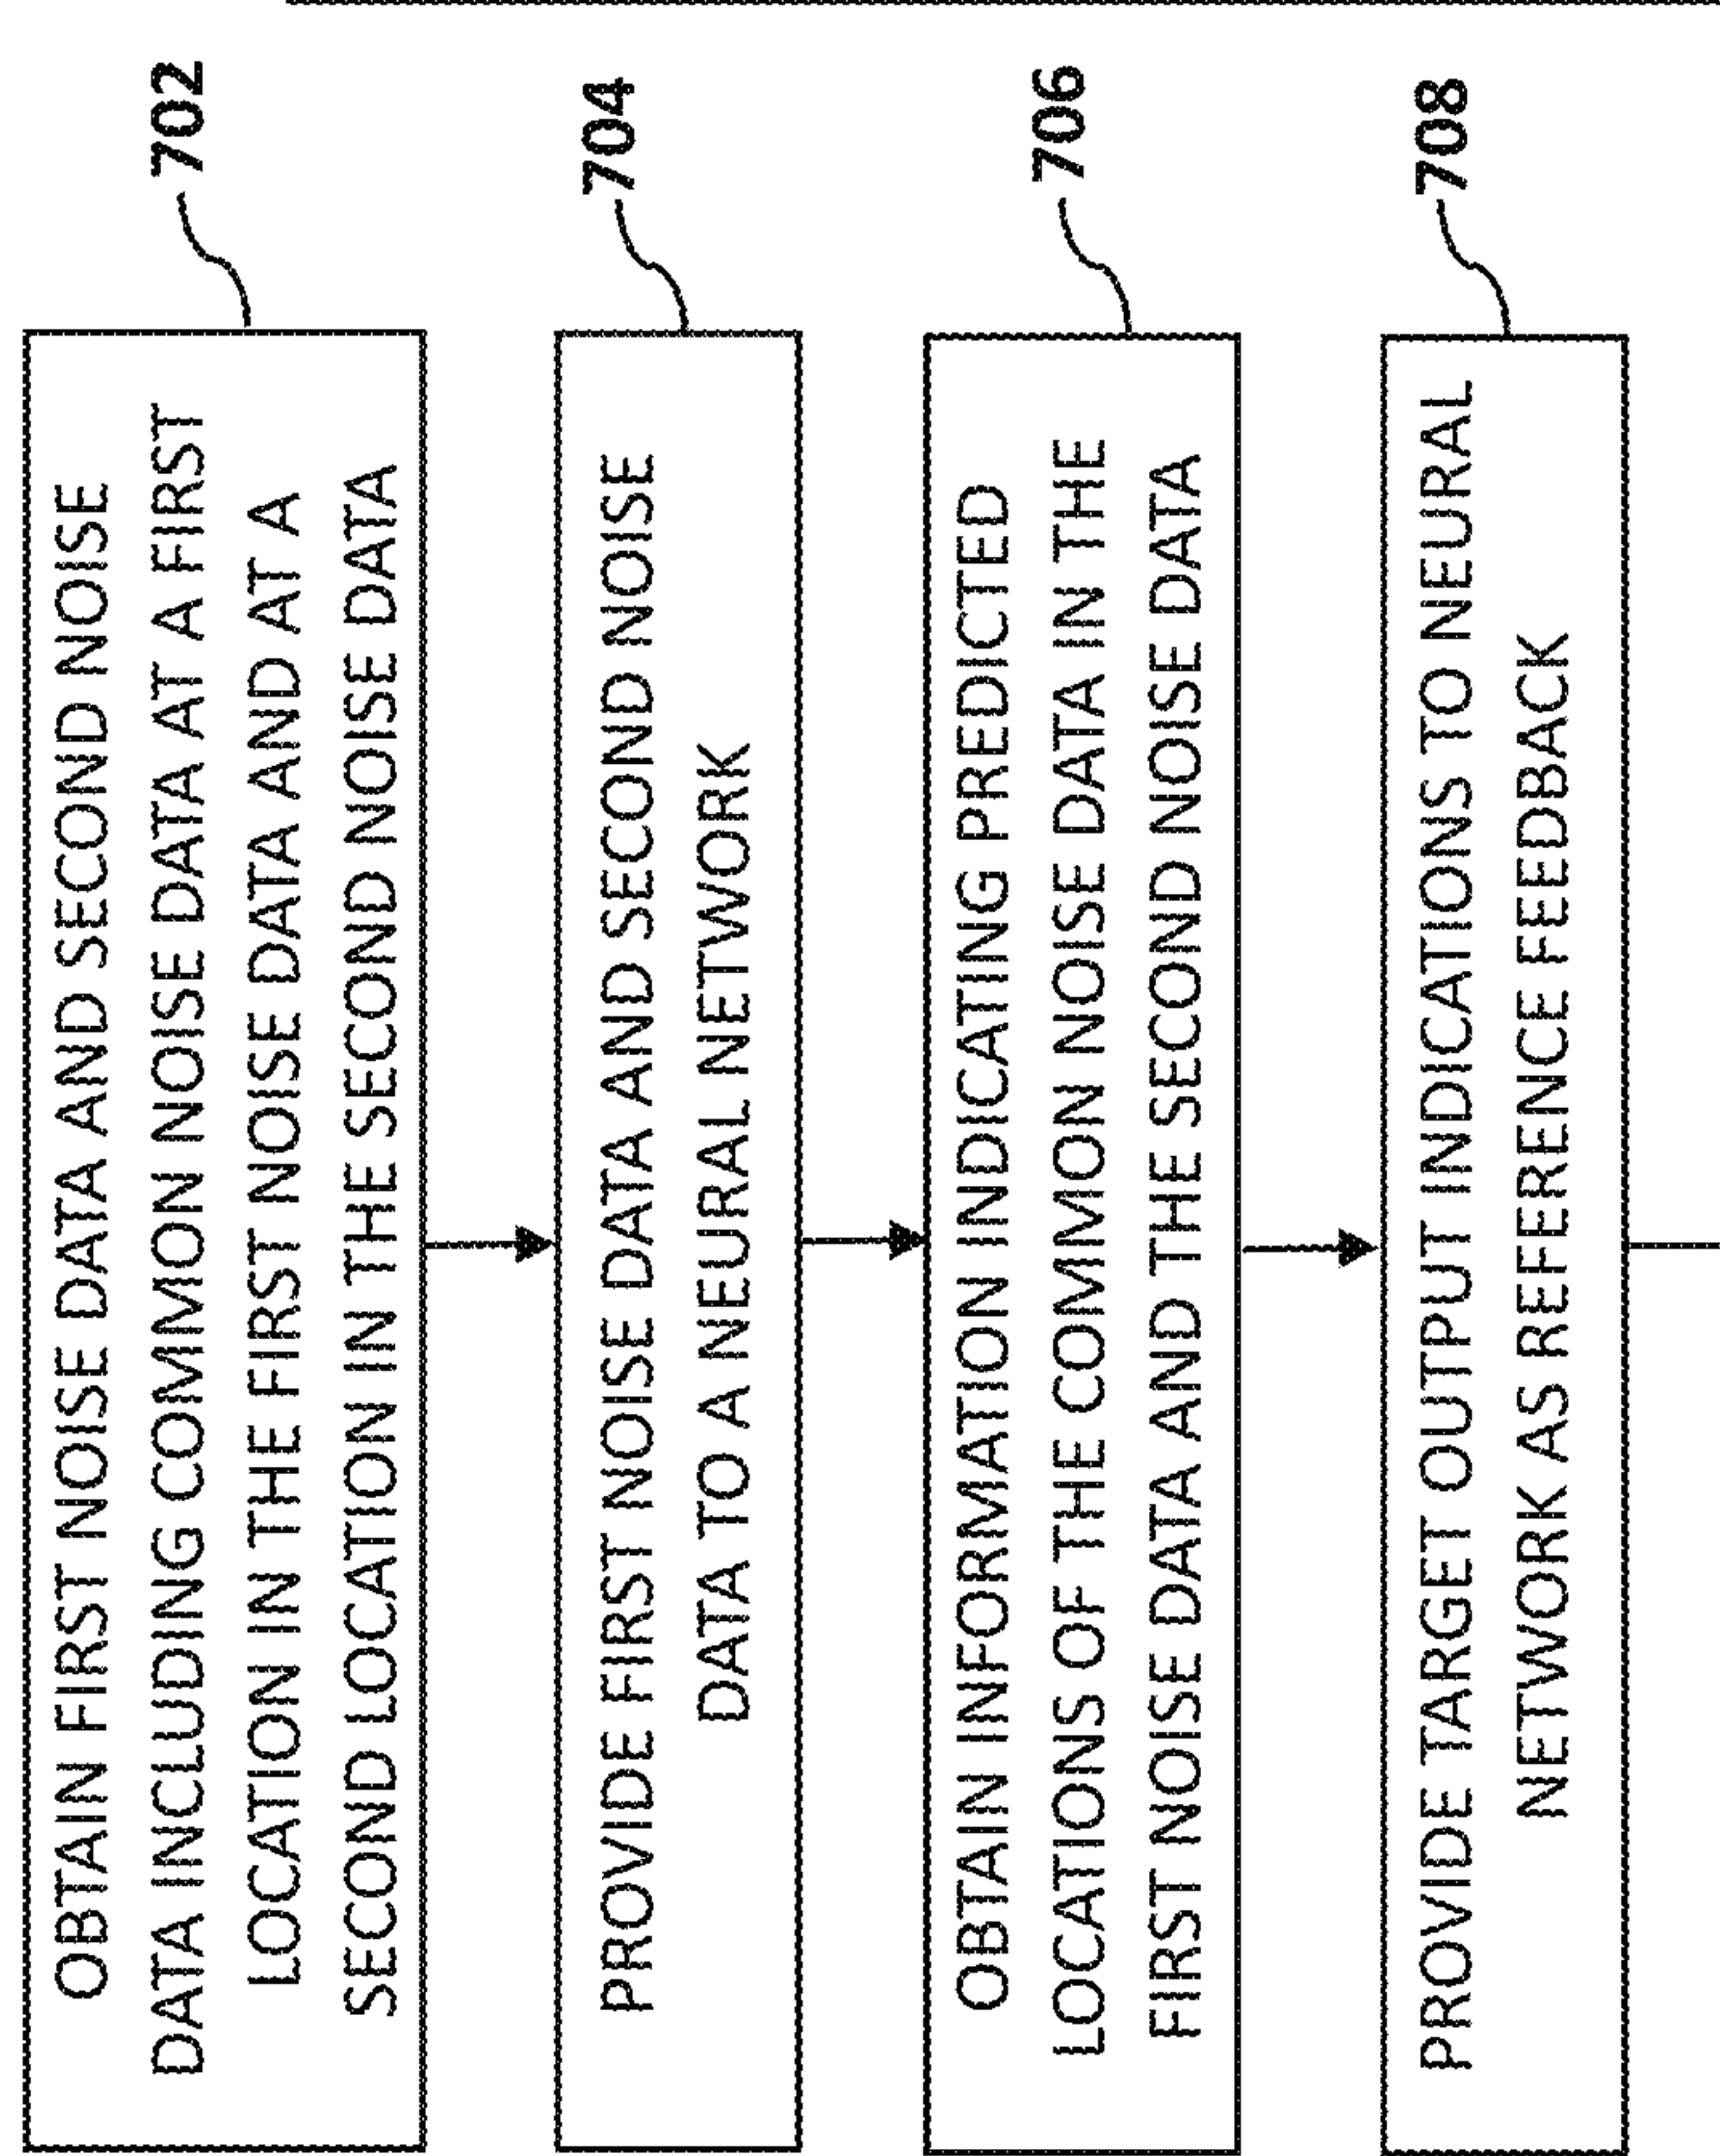 702
OBTAIN FIRST NOISE DATA AND SECOND NOISE
DATA INCLUDING COMMON NOISE DATA AT A FIRST
LOCATION IN THE FIRST NOISE DATA AND AT A
SECOND LOCATION IN THE SECOND NOISE DATA
704
PROVIDE FIRST NOISE DATA AND SECOND NOISE
DATA TO A NEURAL NETWORK
706
OBTAIN INFORMATION INDICATING PREDICTED
LOCATIONS OF THE COMMON NOISE DATA IN THE
FIRST NOISE DATA AND THE SECOND NOISE DATA
708
PROVIDE TARGET OUTPUT INDICATIONS TO NEURAL
NETWORK AS REFERENCE FEEDBACK